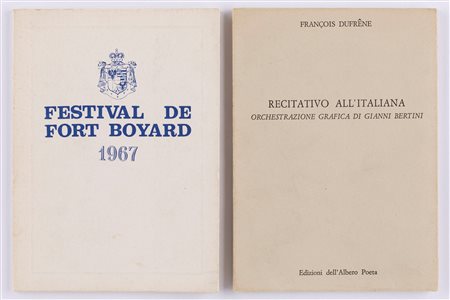 FESTIVAL DE
FORT BOYARD
1967
FRANÇOIS DUFRÊNE
RECITATIVO ALL'ITALIANA
ORCHESTRAZIONE GRAFICA DI GIANNI BERTINI
Edizioni dell'Albero Poeta